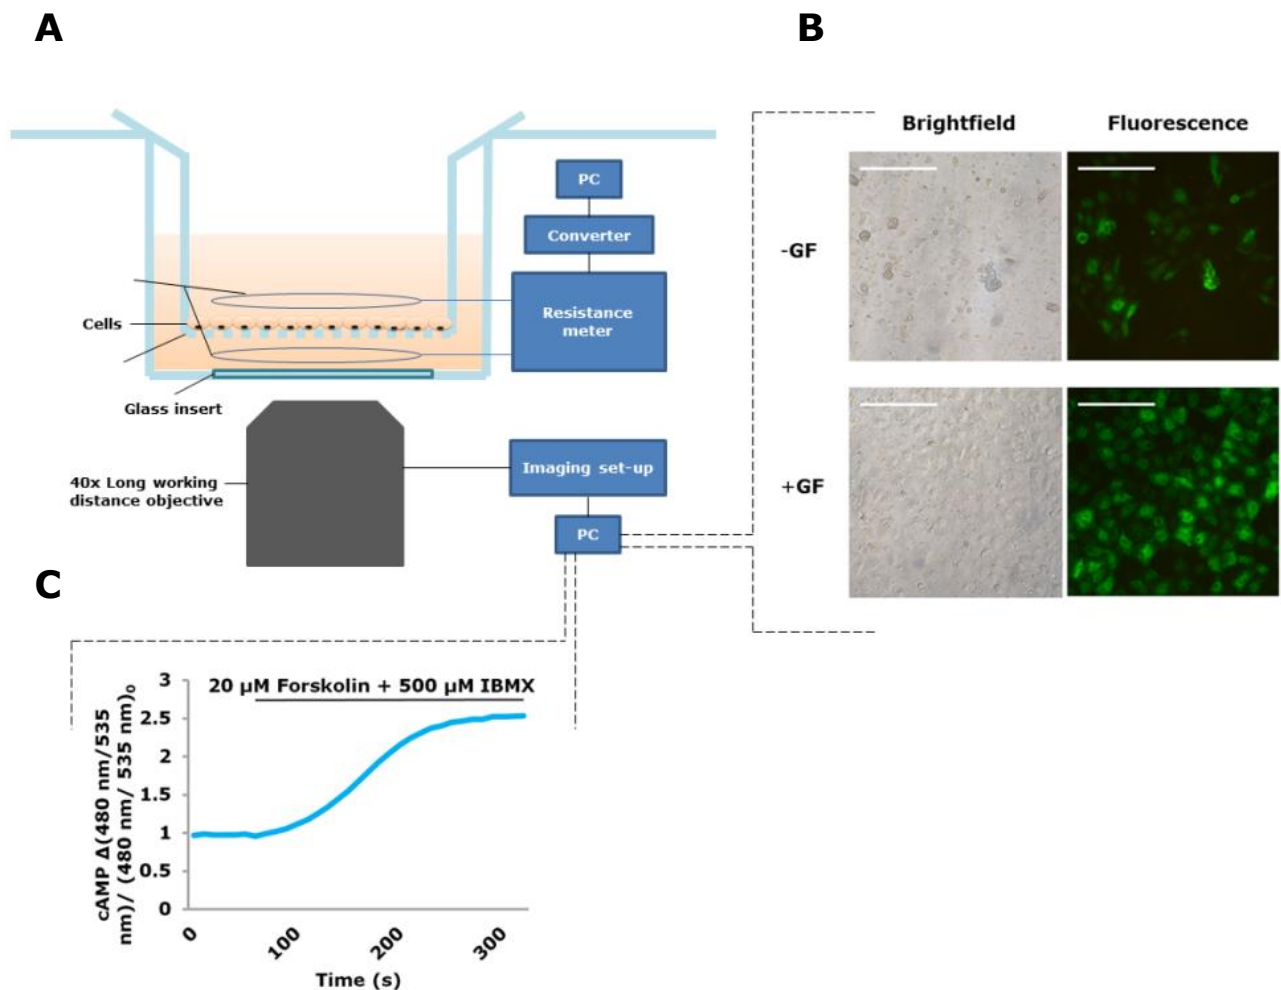 A
B
PC
Converter
Resistance
meter
Cells
Glass insert
40x Long working
distance objective
Imaging set-up
PC
Brightfield
Fluorescence
-GF
+GF
C
20 µM Forskolin + 500 µM IBMX
cAMP Δ(480 nm/535
nm)/ (480 nm/ 535 nm)₀
3
2.5
2
1.5
1
0.5
0
0
100
200
300
Time (s)